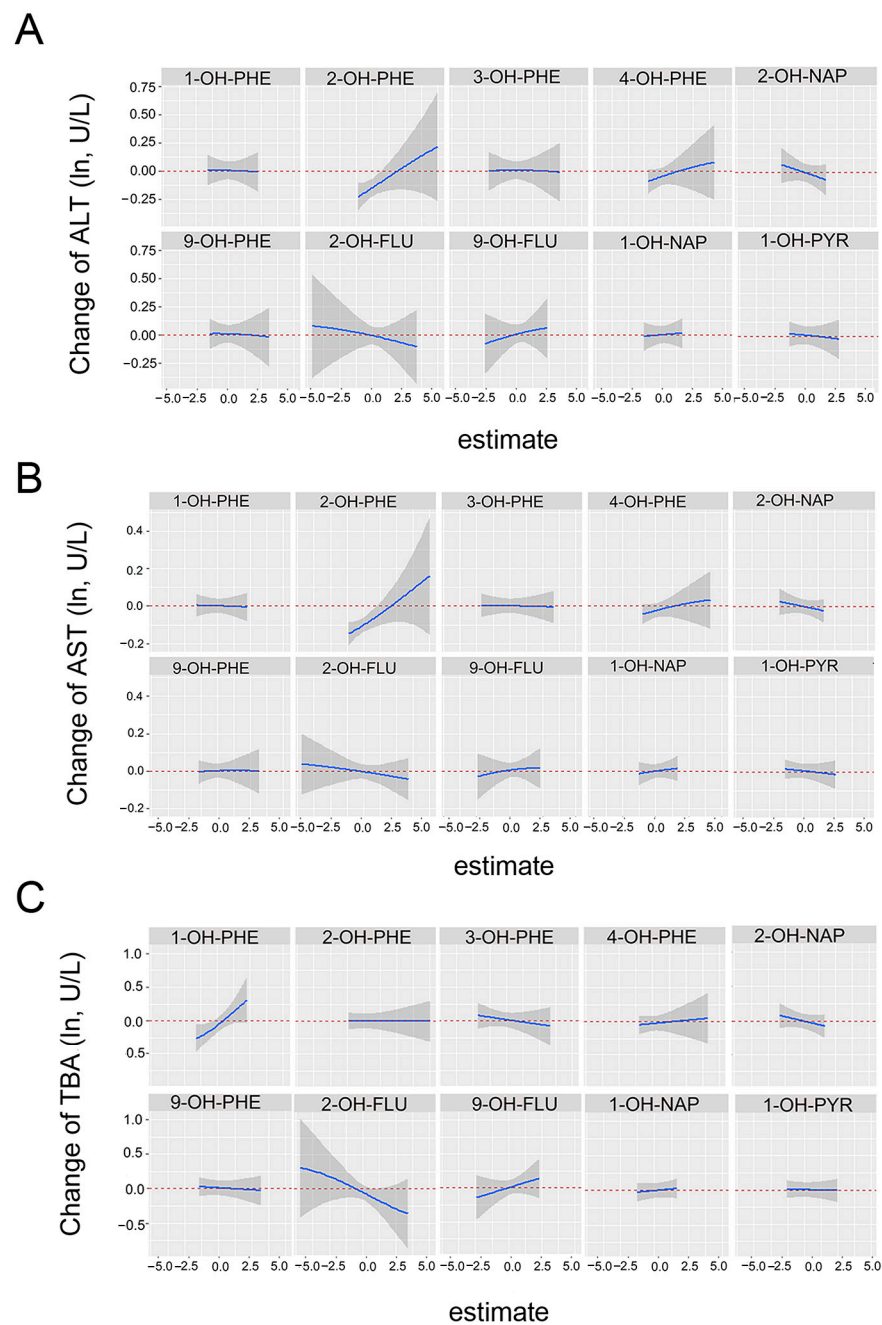 A
1-OH-PHE 2-OH-PHE 3-OH-PHE 4-OH-PHE 2-OH-NAP
0.75
0.50
0.25
0.00
−0.25
Change of ALT (ln, U/L)
9-OH-PHE 2-OH-FLU 9-OH-FLU 1-OH-NAP 1-OH-PYR
0.75
0.50
0.25
0.00
−0.25
−5.0 −2.5 0.0 2.5 5.0 −5.0 −2.5 0.0 2.5 5.0 −5.0 −2.5 0.0 2.5 5.0 −5.0 −2.5 0.0 2.5 5.0 −5.0 −2.5 0.0 2.5 5.0
estimate
B
1-OH-PHE 2-OH-PHE 3-OH-PHE 4-OH-PHE 2-OH-NAP
0.4
0.2
0.0
−0.2
Change of AST (ln, U/L)
9-OH-PHE 2-OH-FLU 9-OH-FLU 1-OH-NAP 1-OH-PYR
0.4
0.2
0.0
−0.2
−5.0 −2.5 0.0 2.5 5.0 −5.0 −2.5 0.0 2.5 5.0 −5.0 −2.5 0.0 2.5 5.0 −5.0 −2.5 0.0 2.5 5.0 −5.0 −2.5 0.0 2.5 5.0
estimate
C
1-OH-PHE 2-OH-PHE 3-OH-PHE 4-OH-PHE 2-OH-NAP
1.0
0.5
0.0
0.5
Change of TBA (ln, U/L)
9-OH-PHE 2-OH-FLU 9-OH-FLU 1-OH-NAP 1-OH-PYR
1.0
0.5
0.0
−0.5
−5.0 −2.5 0.0 2.5 5.0 −5.0 −2.5 0.0 2.5 5.0 −5.0 −2.5 0.0 2.5 5.0 −5.0 −2.5 0.0 2.5 5.0 −5.0 −2.5 0.0 2.5 5.0
estimate